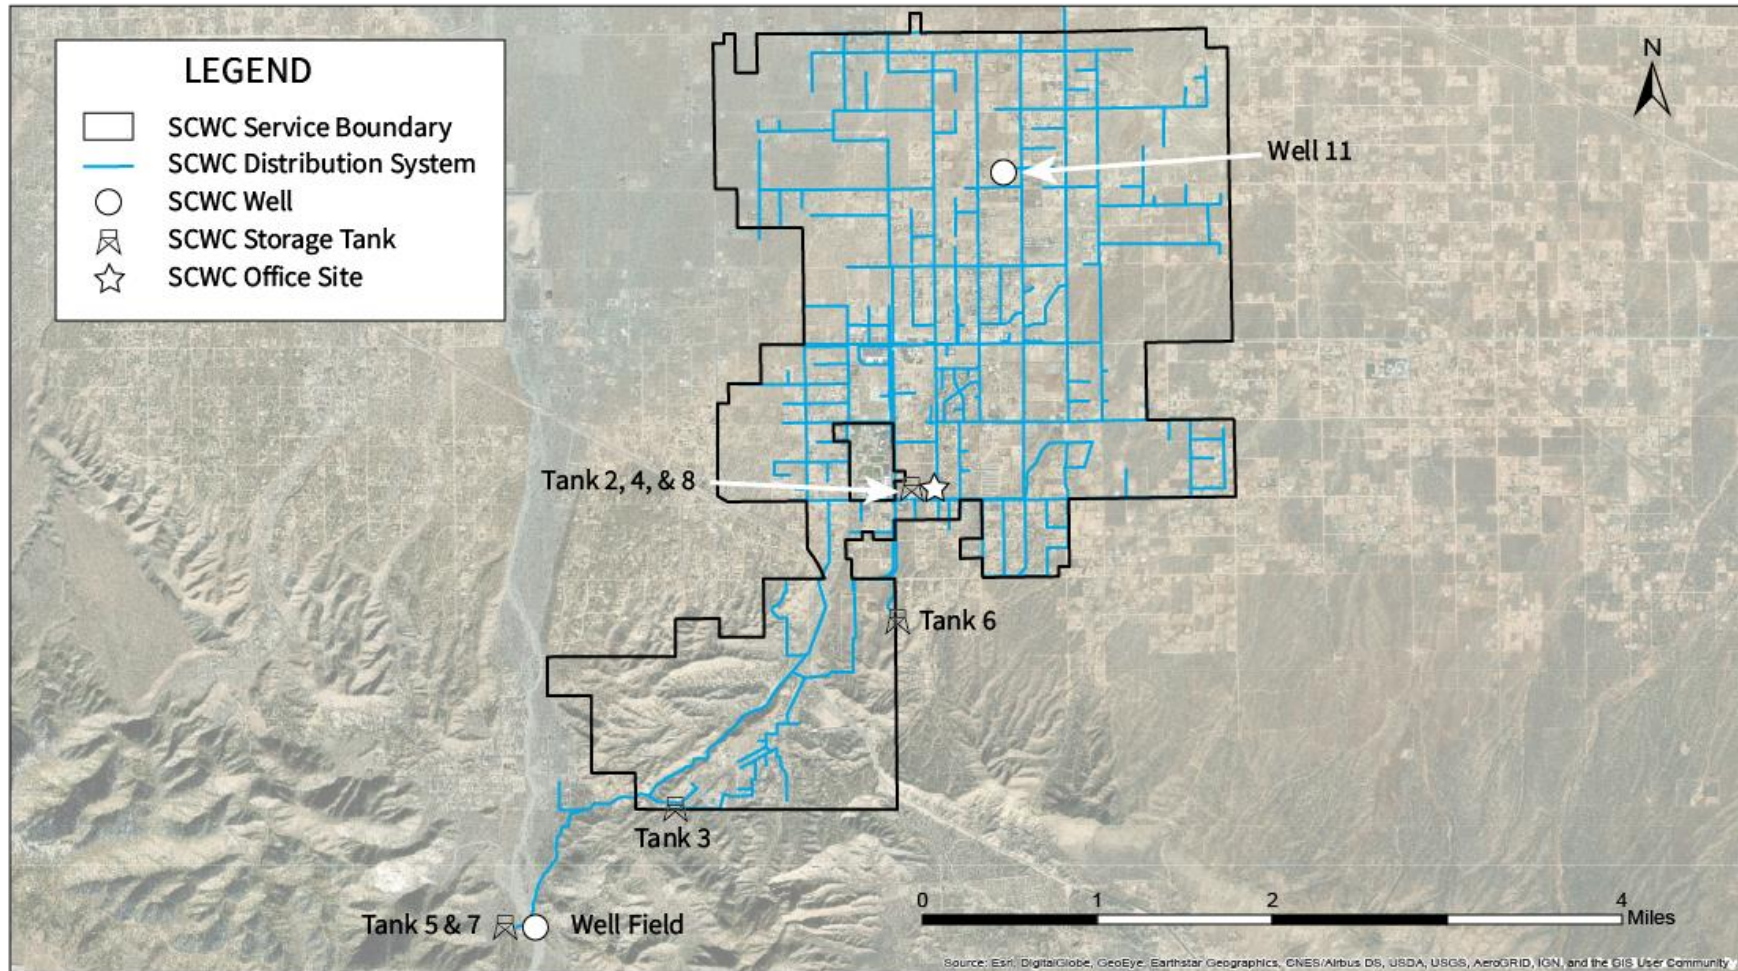 LEGEND
SCWC Service Boundary
SCWC Distribution System
SCWC Well
SCWC Storage Tank
SCWC Office Site
N
Well 11
Tank 2, 4, & 8
Tank 6
Tank 3
Tank 5 & 7
Well Field
0 1 2 4
Miles
Source: Esri, DigitalGlobe, GeoEye, Earthstar Geographics, CNES/Airbus DS, USDA, USGS, AeroGRID, IGN, and the GIS User Community